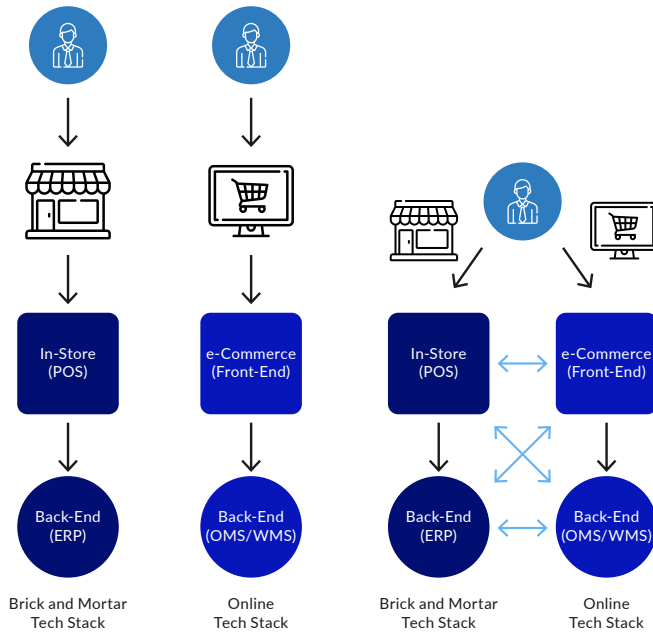 In-Store
(POS)
e-Commerce
(Front-End)
In-Store
(POS)
e-Commerce
(Front-End)
Back-End
(ERP)
Back-End
(OMS/WMS)
Back-End
(ERP)
Back-End
(OMS/WMS)
Brick and Mortar
Tech Stack
Online
Tech Stack
Brick and Mortar
Tech Stack
Online
Tech Stack